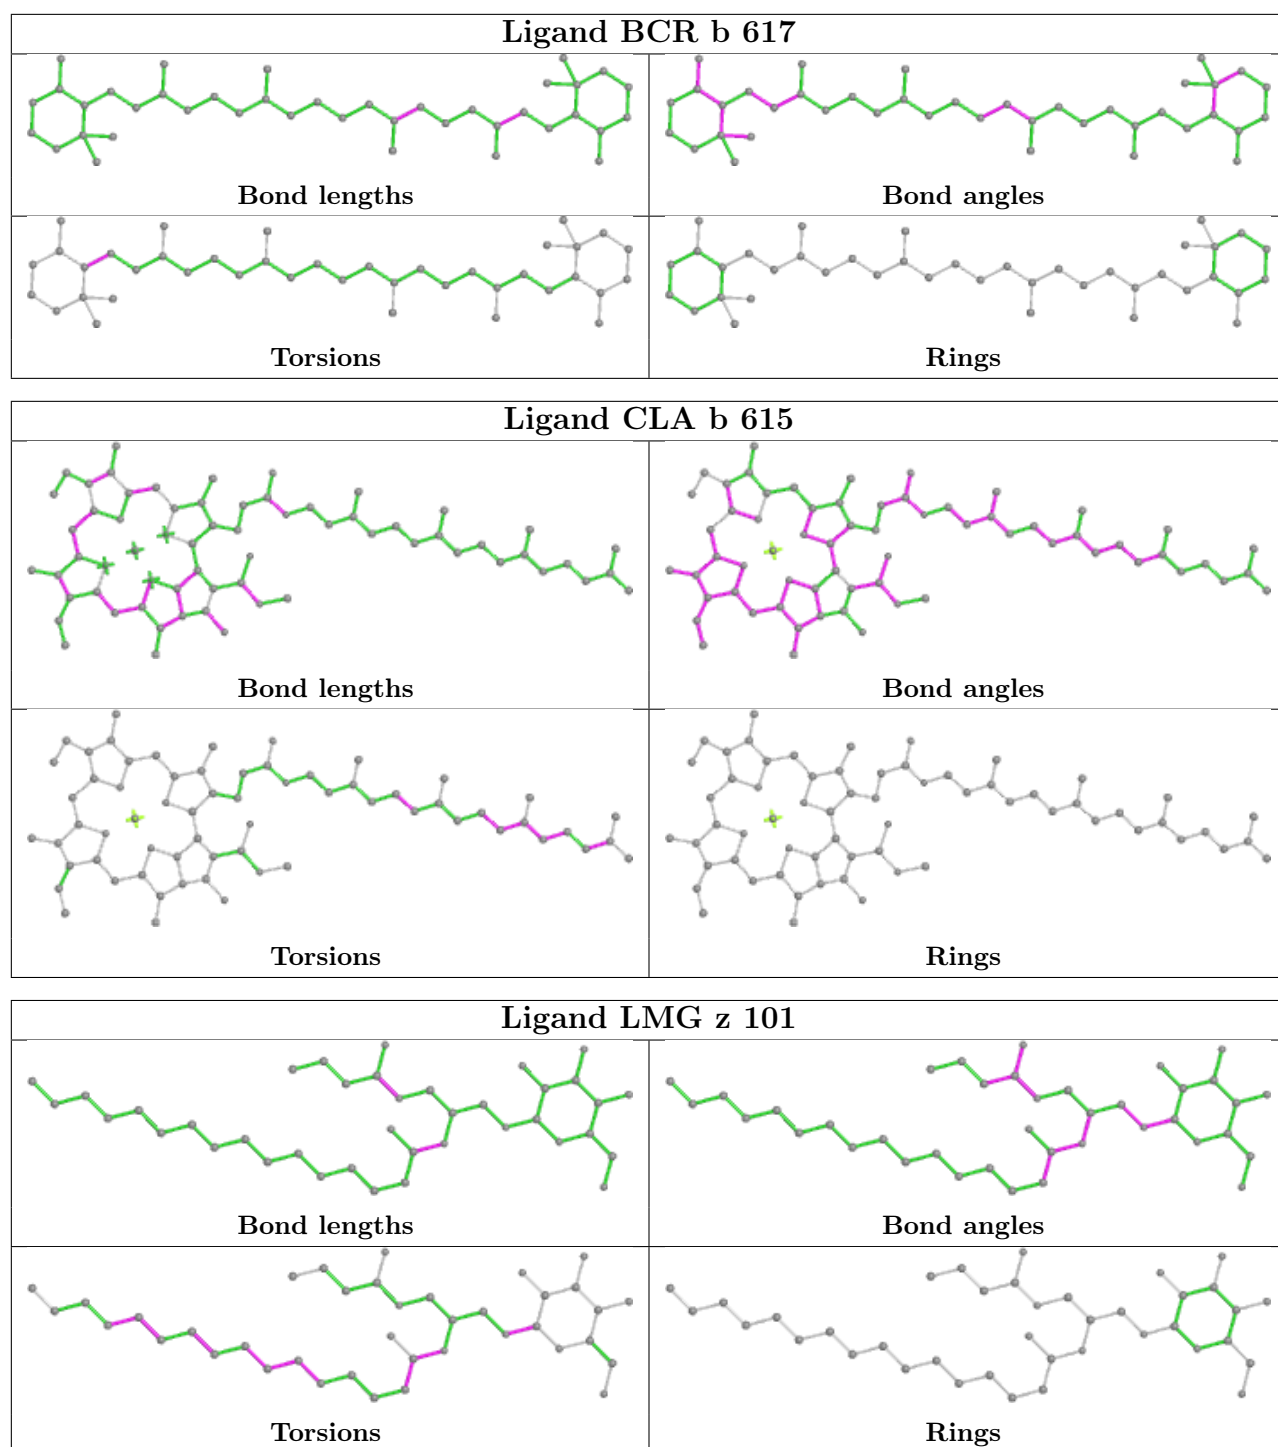 Ligand BCR b 617
Bond lengths
Bond angles
Torsions
Rings
Ligand CLA b 615
Bond lengths
Bond angles
Torsions
Rings
Ligand LMG z 101
Bond lengths
Bond angles
Torsions
Rings